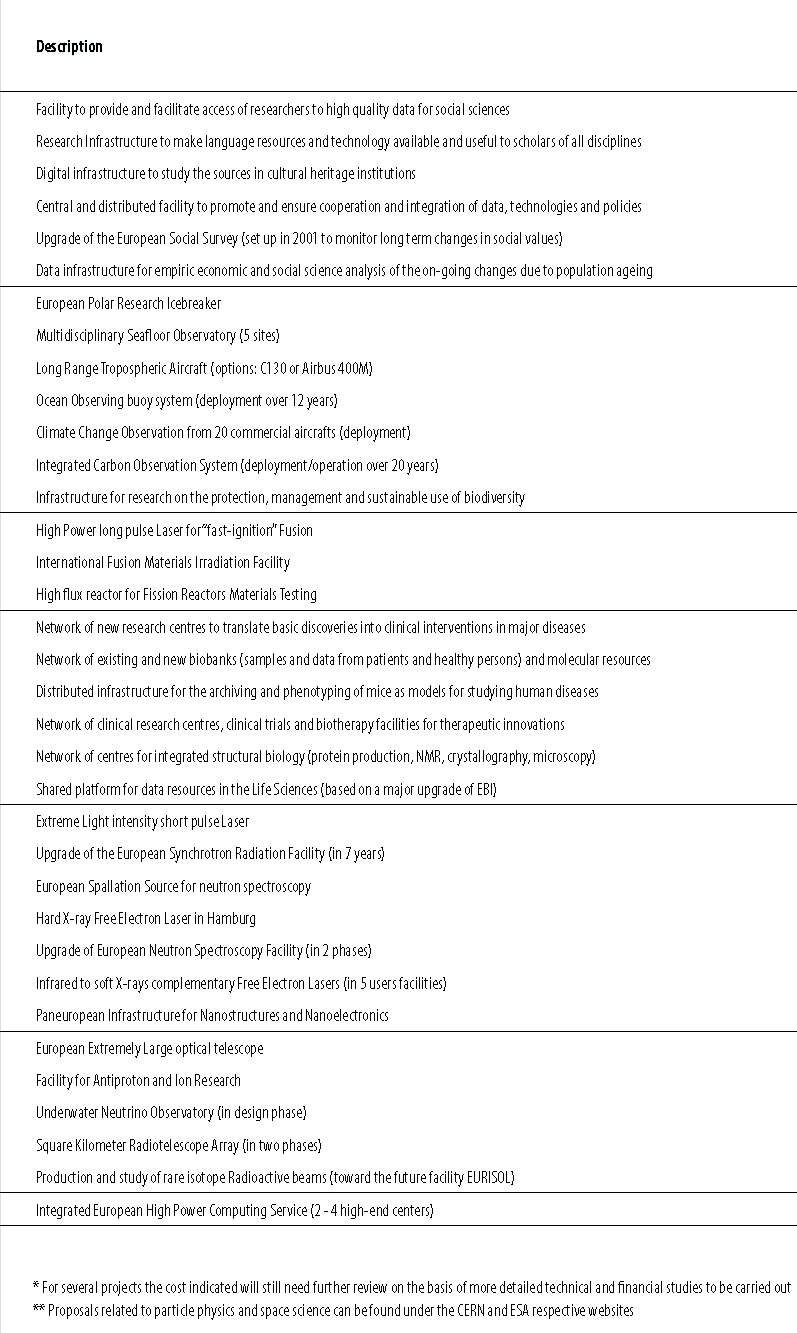 Description
Facility to provide and facilitate access of researchers to high quality data for social sciences
Research Infrastructure to make language resources and technology available and useful to scholars of all disciplines
Digital infrastructure to study the sources in cultural heritage institutions
Central and distributed facility to promote and ensure cooperation and integration of data, technologies and policies
Upgrade of the European Social Survey (set up in 2001 to monitor long term changes in social values)
Data infrastructure for empiric economic and social science analysis of the on-going changes due to population ageing
European Polar Research Icebreaker
Multidisciplinary Seafloor Observatory (5 sites)
Long Range Tropospheric Aircraft (options: C130 or Airbus 400M)
Ocean Observing buoy system (deployment over 12 years)
Climate Change Observation from 20 commercial aircrafts (deployment)
Integrated Carbon Observation System (deployment/operation over 20 years)
Infrastructure for research on the protection, management and sustainable use of biodiversity
High Power long pulse Laser for "fast-ignition" Fusion
International Fusion Materials Irradiation Facility
High flux reactor for Fission Reactors Materials Testing
Network of new research centres to translate basic discoveries into clinical interventions in major diseases
Network of existing and new biobanks (samples and data from patients and healthy persons) and molecular resources
Distributed infrastructure for the archiving and phenotyping of mice as models for studying human diseases
Network of clinical research centres, clinical trials and biotherapy facilities for therapeutic innovations
Network of centres for integrated structural biology (protein production, NMR, crystallography, microscopy)
Shared platform for data resources in the Life Sciences (based on a major upgrade of EBI)
Extreme Light intensity short pulse Laser
Upgrade of the European Synchrotron Radiation Facility (in 7 years)
European Spallation Source for neutron spectroscopy
Hard X-ray Free Electron Laser in Hamburg
Upgrade of European Neutron Spectroscopy Facility (in 2 phases)
Infrared to soft X-rays complementary Free Electron Lasers (in 5 users facilities)
Paneuropean Infrastructure for Nanostructures and Nanoelectronics
European Extremely Large optical telescope
Facility for Antiproton and Ion Research
Underwater Neutrino Observatory (in design phase)
Square Kilometer Radiotelescope Array (in two phases)
Production and study of rare isotope Radioactive beams (toward the future facility EURISOL)
Integrated European High Power Computing Service (2 - 4 high-end centers)
* For several projects the cost indicated will still need further review on the basis of more detailed technical and financial studies to be carried out
** Proposals related to particle physics and space science can be found under the CERN and ESA respective websites